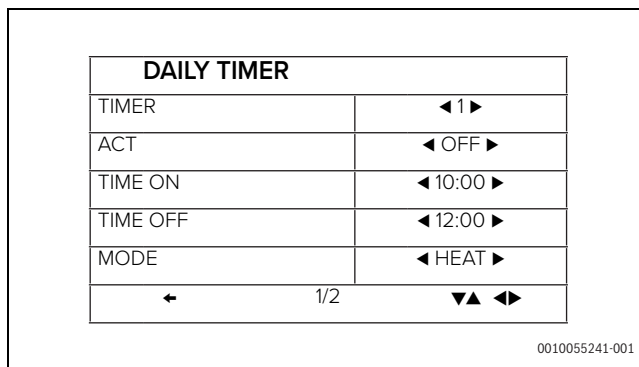 DAILY TIMER
TIMER ◀ 1 ▶
ACT ◀ OFF ▶
TIME ON ◀ 10:00 ▶
TIME OFF ◀ 12:00 ▶
MODE ◀ HEAT ▶
← 1/2 ▼▲ ◀▶
0010055241-001